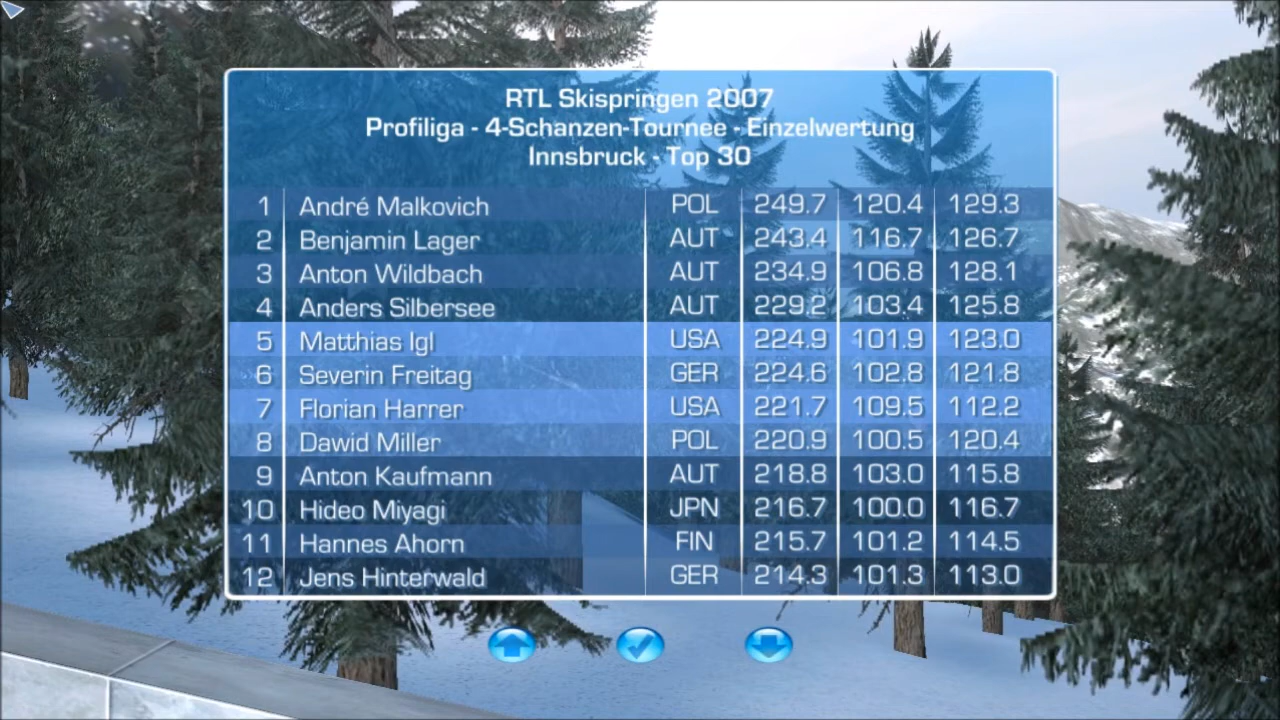 RTL Skispringen 2007
Profiliga - 4-Schanzen-Tournee - Einzelwertung
Innsbruck - Top 30
1 André Malkovich POL 249.7 120.4 129.3
2 Benjamin Lager AUT 243.4 116.7 126.7
3 Anton Wildbach AUT 234.9 106.8 128.1
4 Anders Silbersee AUT 229.2 103.4 125.8
5 Matthias Igl USA 224.9 101.9 123.0
6 Severin Freitag GER 224.6 102.8 121.8
7 Florian Harrer USA 221.7 109.5 112.2
8 Dawid Miller POL 220.9 100.5 120.4
9 Anton Kaufmann AUT 218.8 103.0 115.8
10 Hideo Miyagi JPN 216.7 100.0 116.7
11 Hannes Ahorn FIN 215.7 101.2 114.5
12 Jens Hinterwald GER 214.3 101.3 113.0